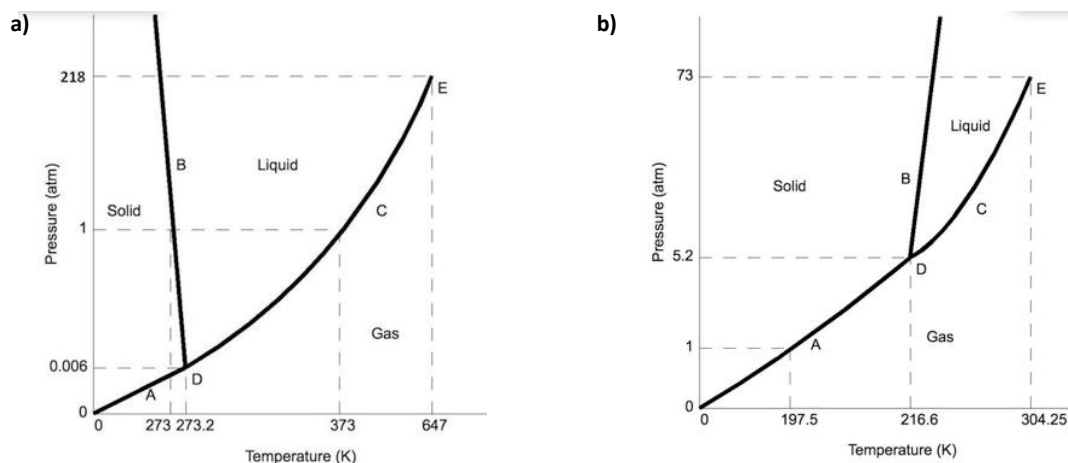 a)
218
E
B
Liquid
Solid
C
1
Pressure (atm)
Gas
0.006
D
A
0
0
273
273.2
373
647
Temperature (K)
b)
73
E
Liquid
B
Solid
C
Pressure (atm)
5.2
D
1
A
Gas
0
0
197.5
216.6
304.25
Temperature (K)